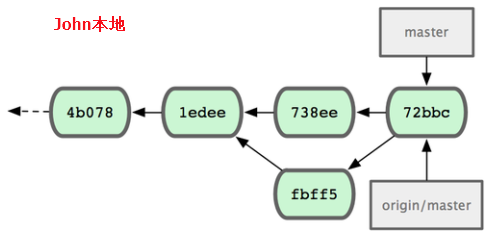 John本地
master
4b078
1edee
738ee
72bbc
fbff5
origin/master